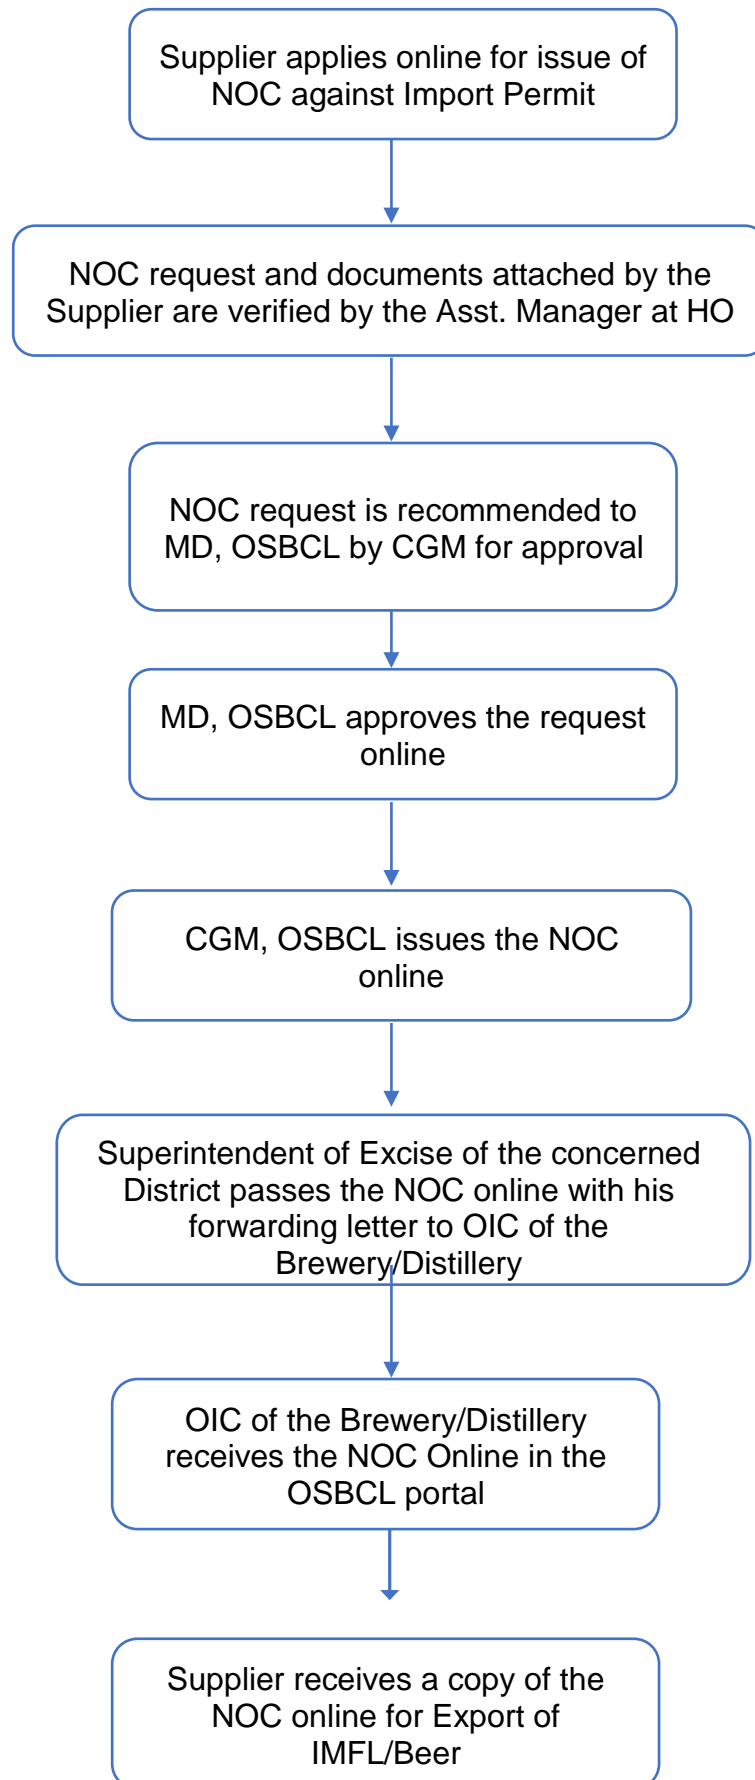 Supplier applies online for issue of
NOC against Import Permit
NOC request and documents attached by the
Supplier are verified by the Asst. Manager at HO
NOC request is recommended to
MD, OSBCL by CGM for approval
MD, OSBCL approves the request
online
CGM, OSBCL issues the NOC
online
Superintendent of Excise of the concerned
District passes the NOC online with his
forwarding letter to OIC of the
Brewery/Distillery
OIC of the Brewery/Distillery
receives the NOC Online in the
OSBCL portal
Supplier receives a copy of the
NOC online for Export of
IMFL/Beer